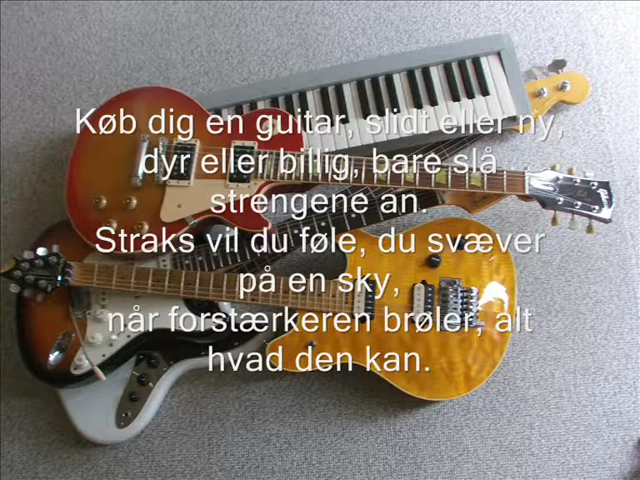 Køb dig en guitar, slidt eller ny,
dyr eller billig, bare slå
strengene an.
Straks vil du føle, du svæver
på en sky,
når forstærkeren brøler, alt
hvad den kan.